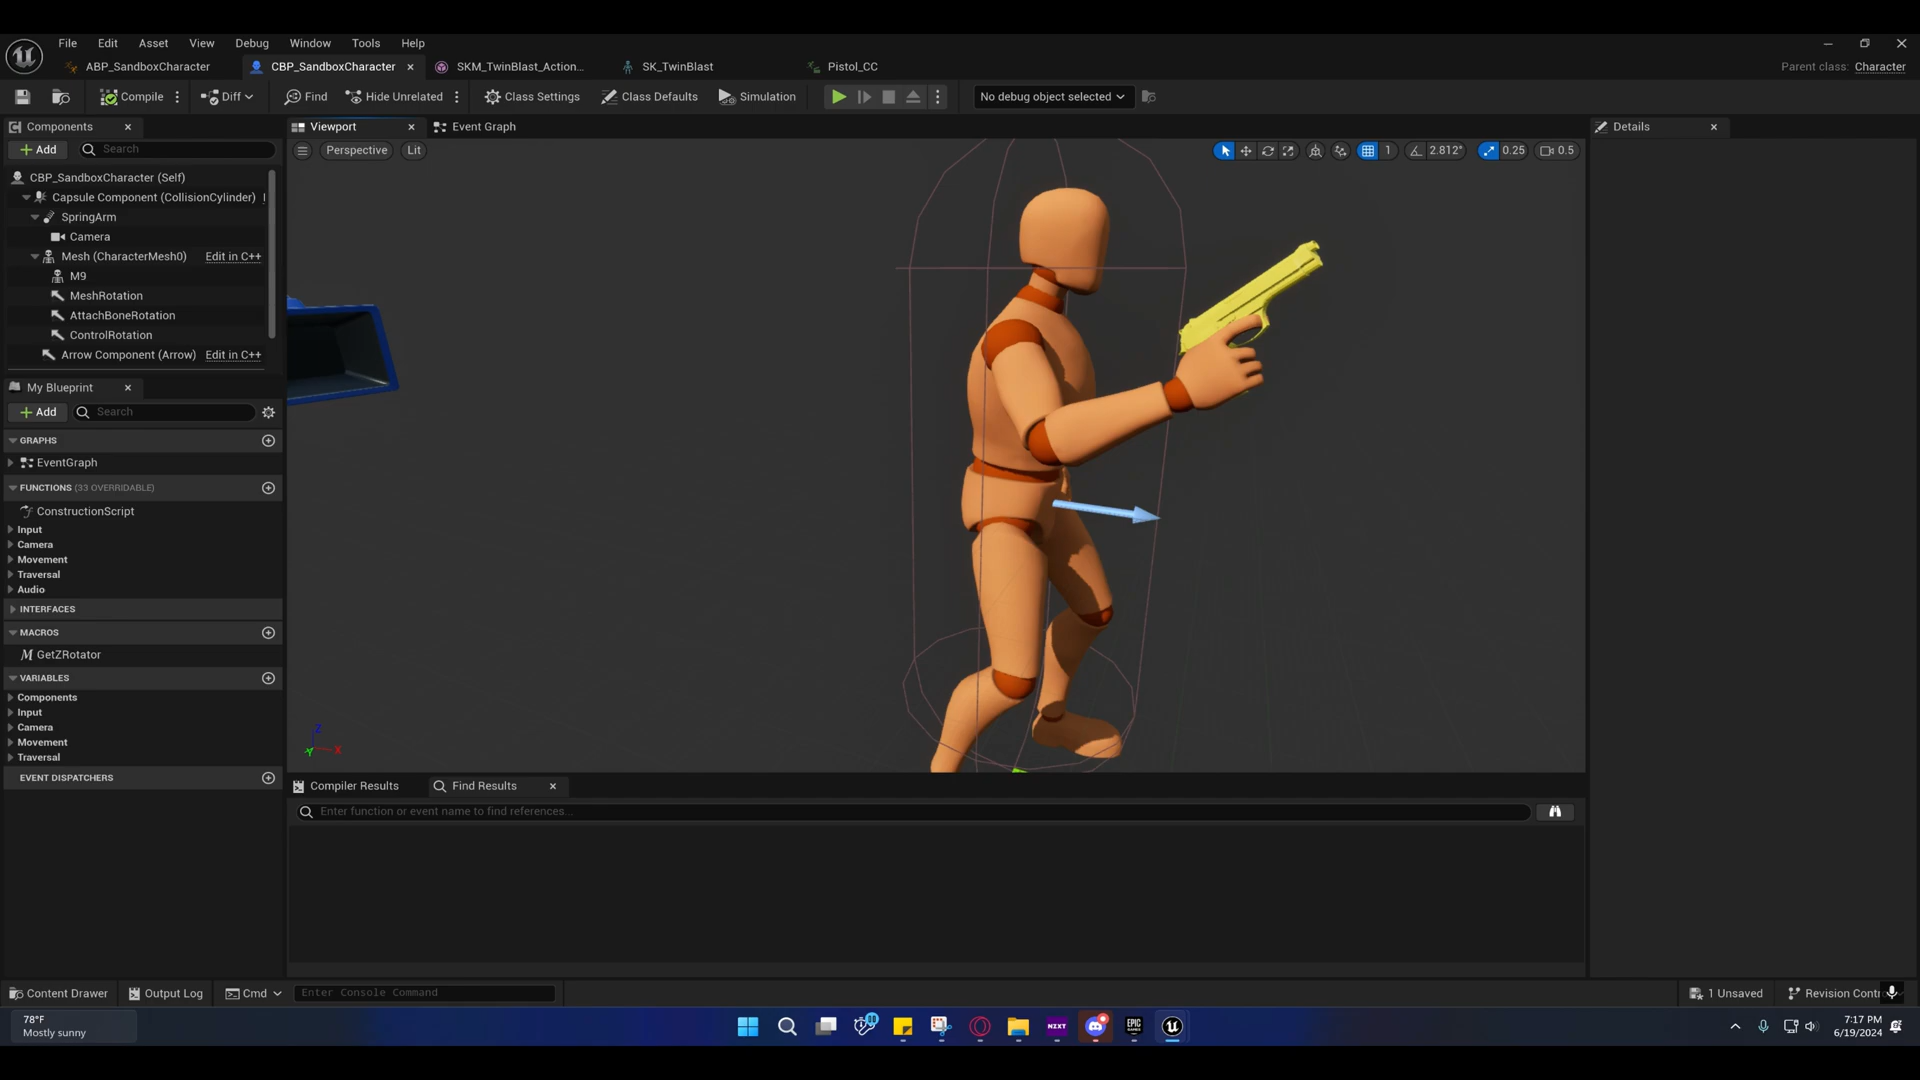 File Edit Asset View Debug Window Tools Help
ABP_SandboxCharacter
CBP_SandboxCharacter
SKM_TwinBlast_Action...
SK_TwinBlast
Pistol_CC
Parent class: Character
Compile
Diff
Find
Hide Unrelated
Class Settings
Class Defaults
Simulation
No debug object selected
Components
Viewport
Event Graph
Details
Add
Search
Perspective
Lit
1
2.812°
0.25
0.5
CBP_SandboxCharacter (Self)
Capsule Component (CollisionCylinder)
SpringArm
Camera
Mesh (CharacterMesh0) Edit in C++
M9
MeshRotation
AttachBoneRotation
ControlRotation
Arrow Component (Arrow) Edit in C++
My Blueprint
Add
Search
GRAPHS
EventGraph
FUNCTIONS (33 OVERRIDABLE)
ConstructionScript
Input
Camera
Movement
Traversal
Audio
INTERFACES
MACROS
GetZRotator
VARIABLES
Components
Input
Camera
Movement
Traversal
EVENT DISPATCHERS
Z
X
Y
Compiler Results
Find Results
Enter function or event name to find references...
Content Drawer
Output Log
Cmd
Enter Console Command
1 Unsaved
Revision Contr
78°F
Mostly sunny
NZXT
EPIC
GAMES
7:17 PM
6/19/2024